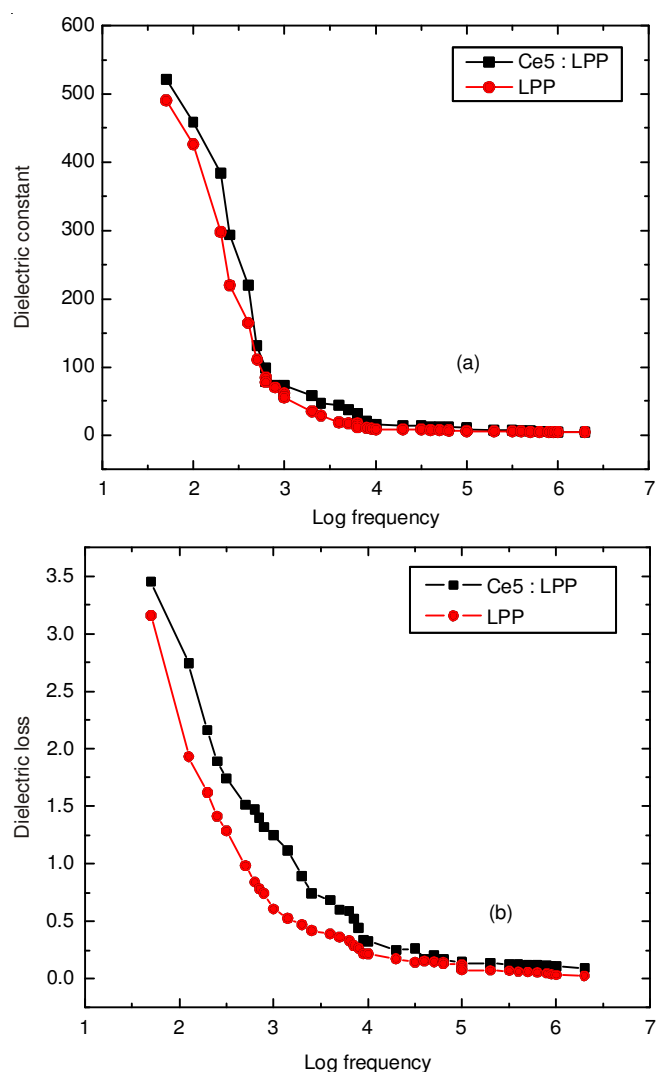 600
500
400
300
200
100
0
Dielectric constant
Ce5 : LPP
LPP
(a)
1 2 3 4 5 6 7
Log frequency
3.5
3.0
2.5
2.0
1.5
1.0
0.5
0.0
Dielectric loss
Ce5 : LPP
LPP
(b)
1 2 3 4 5 6 7
Log frequency